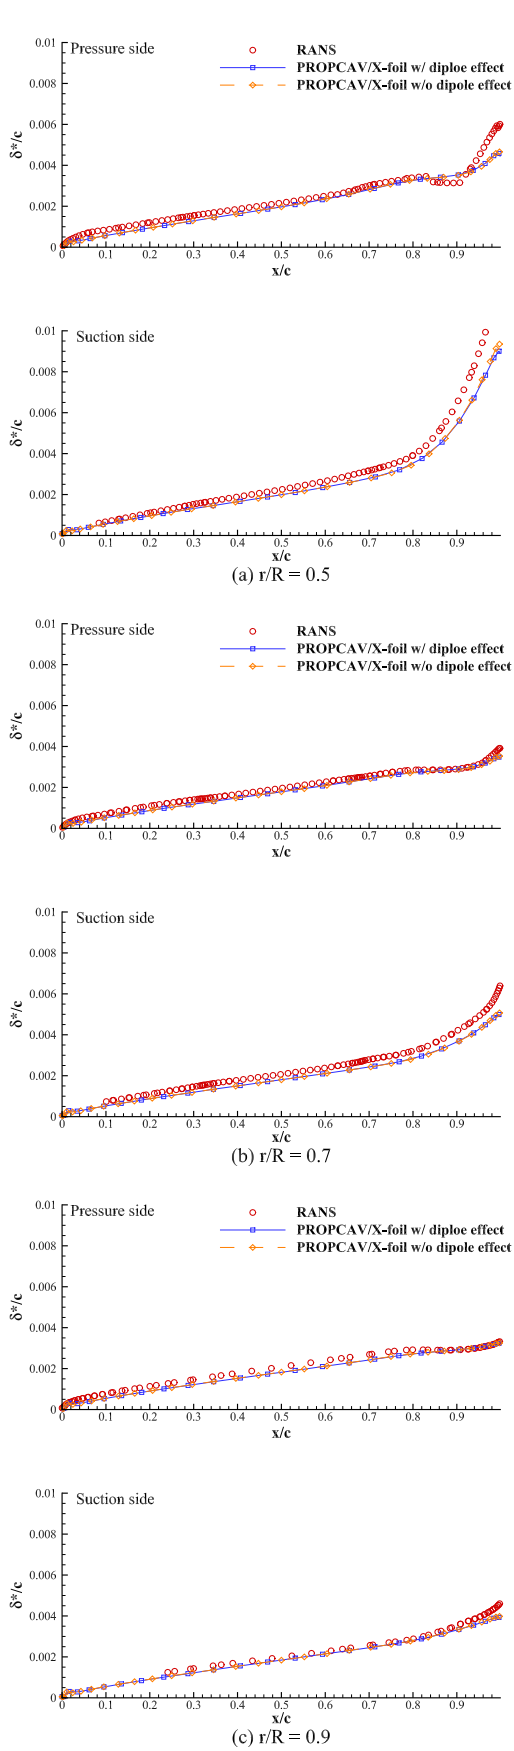 Pressure side
RANS
PROPCAV/X-foil w/ diploe effect
PROPCAV/X-foil w/o dipole effect
0.01
0.008
0.006
0.004
0.002
0
δ*/c
0 0.1 0.2 0.3 0.4 0.5 0.6 0.7 0.8 0.9
x/c
Suction side
0.01
0.008
0.006
0.004
0.002
0
δ*/c
0 0.1 0.2 0.3 0.4 0.5 0.6 0.7 0.8 0.9
x/c
(a) r/R = 0.5
Pressure side
RANS
PROPCAV/X-foil w/ diploe effect
PROPCAV/X-foil w/o dipole effect
0.01
0.008
0.006
0.004
0.002
0
δ*/c
0 0.1 0.2 0.3 0.4 0.5 0.6 0.7 0.8 0.9
x/c
Suction side
0.01
0.008
0.006
0.004
0.002
0
δ*/c
0 0.1 0.2 0.3 0.4 0.5 0.6 0.7 0.8 0.9
x/c
(b) r/R = 0.7
Pressure side
RANS
PROPCAV/X-foil w/ diploe effect
PROPCAV/X-foil w/o dipole effect
0.01
0.008
0.006
0.004
0.002
0
δ*/c
0 0.1 0.2 0.3 0.4 0.5 0.6 0.7 0.8 0.9
x/c
Suction side
0.01
0.008
0.006
0.004
0.002
0
δ*/c
0 0.1 0.2 0.3 0.4 0.5 0.6 0.7 0.8 0.9
x/c
(c) r/R = 0.9